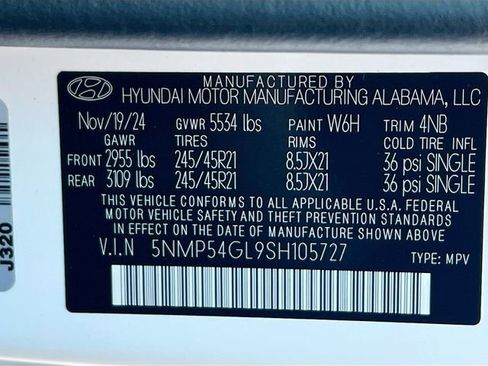 MANUFACTURED BY
HYUNDAI MOTOR MANUFACTURING ALABAMA, LLC
Nov/19/24 GVWR 5534 lbs PAINT W6H TRIM 4NB
GAWR TIRES RIMS COLD TIRE INFL
FRONT 2955 lbs 245/45R21 8.5JX21 36 psi SINGLE
REAR 3109 lbs 245/45R21 8.5JX21 36 psi SINGLE
THIS VEHICLE CONFORMS TO ALL APPLICABLE U.S.A. FEDERAL
MOTOR VEHICLE SAFETY AND THEFT PREVENTION STANDARDS
IN EFFECT ON THE DATE OF MANUFACTURE SHOWN ABOVE.
V.I.N 5NMP54GL9SH105727
TYPE: MPV
J320